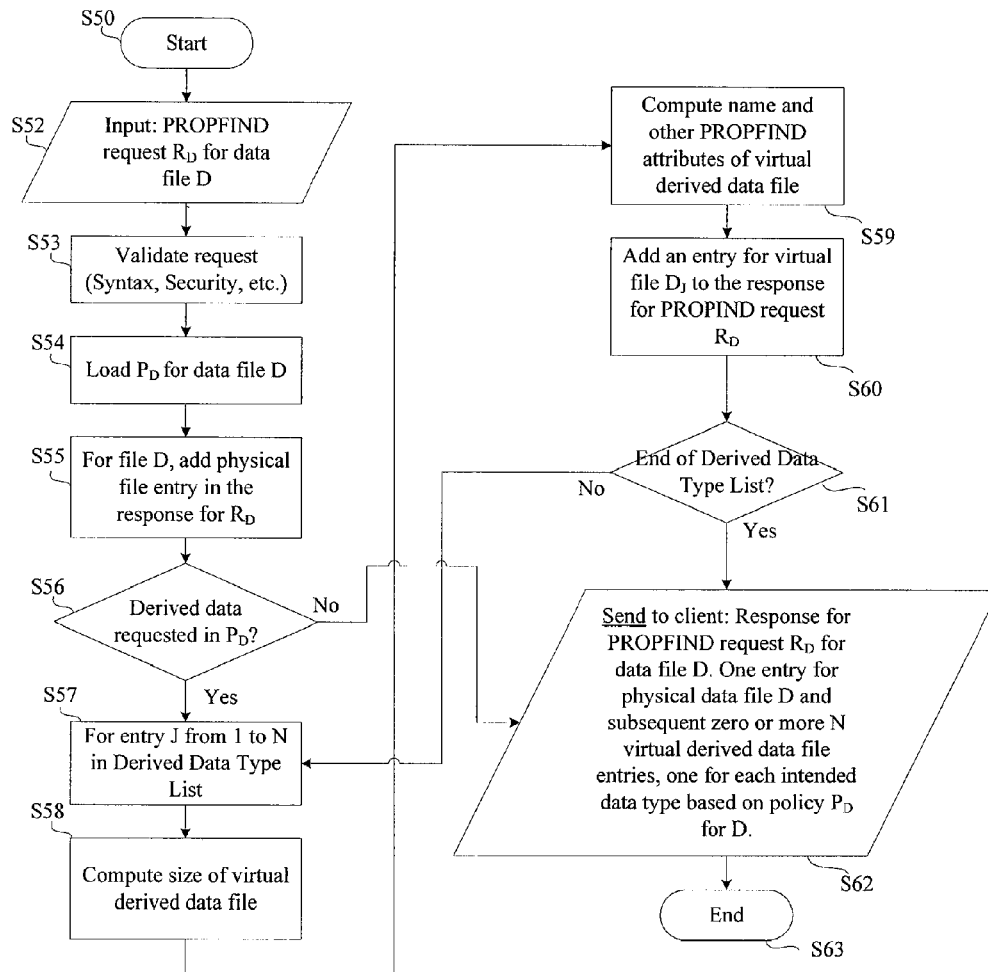 S50
Start
S52
Input: PROPFIND
request R_D for data
file D
S53
Validate request
(Syntax, Security, etc.)
S54
Load P_D for data file D
S55
For file D, add physical
file entry in the
response for R_D
S56
Derived data
requested in P_D?
No
Yes
S57
For entry J from 1 to N
in Derived Data Type
List
S58
Compute size of virtual
derived data file
Compute name and
other PROPFIND
attributes of virtual
derived data file
S59
Add an entry for virtual
file D_J to the response
for PROPIND request
R_D
S60
End of Derived Data
Type List?
No
S61
Yes
Send to client: Response for
PROPFIND request R_D for
data file D. One entry for
physical data file D and
subsequent zero or more N
virtual derived data file
entries, one for each intended
data type based on policy P_D
for D.
S62
End
S63